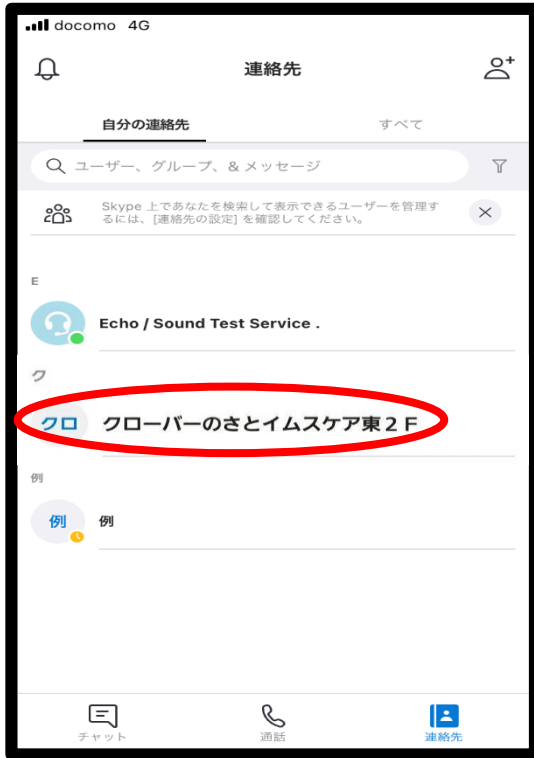 docomo 4G
連絡先
自分の連絡先 すべて
ユーザー、グループ、& メッセージ
Skype 上であなたを検索して表示できるユーザーを管理す
るには、[連絡先の設定] を確認してください。
E
Echo / Sound Test Service .
ク
クロ クローバーのさとイムスケア東2F
例
例 例
チャット 通話 連絡先